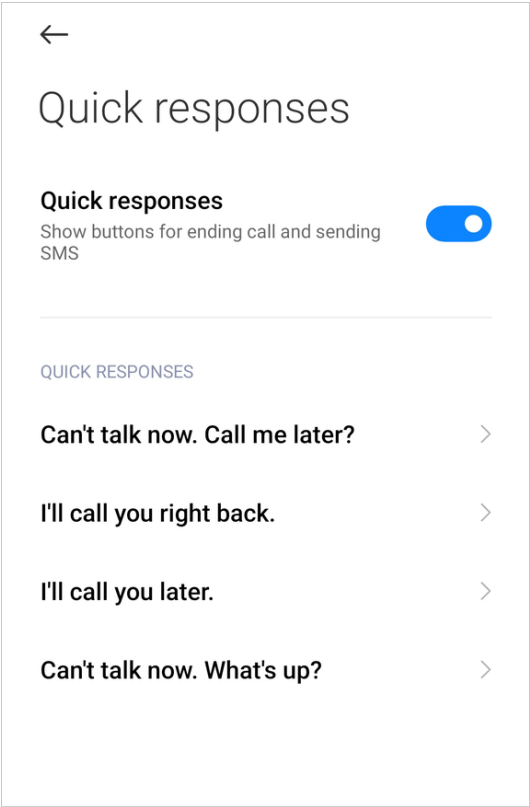 Quick responses
Quick responses
Show buttons for ending call and sending
SMS
QUICK RESPONSES
Can't talk now. Call me later?
I'll call you right back.
I'll call you later.
Can't talk now. What's up?